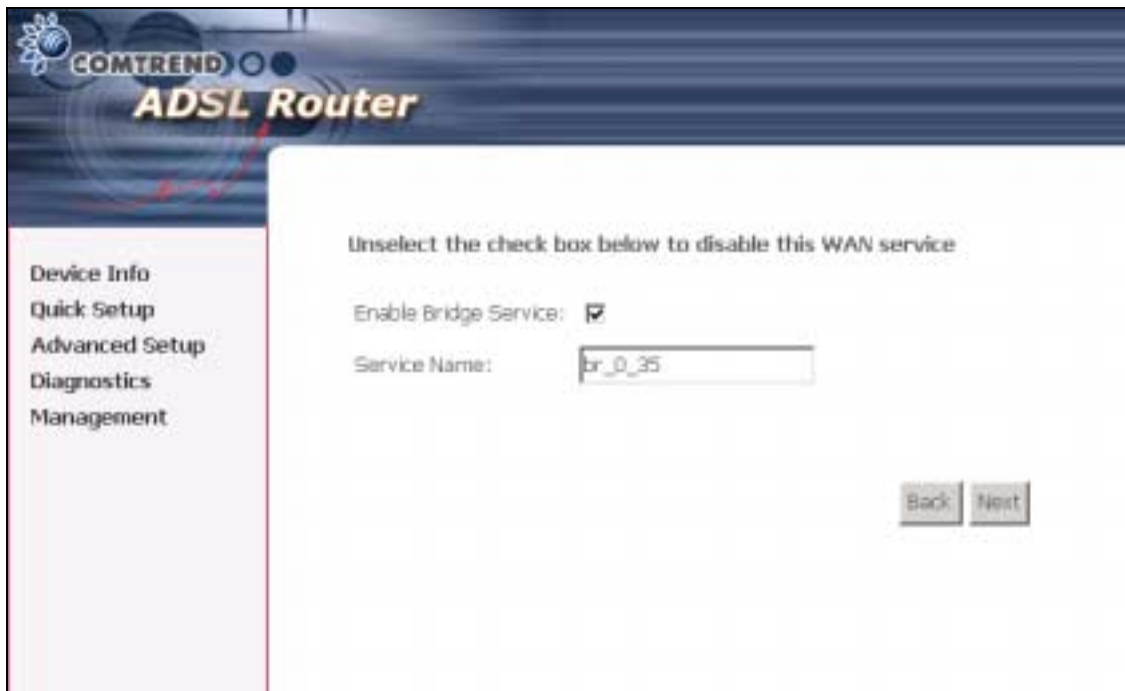 COMTREND
ADSL Router
Device Info
Quick Setup
Advanced Setup
Diagnostics
Management
Unselect the check box below to disable this WAN service
Enable Bridge Service:
Service Name: br_0_35
Back Next